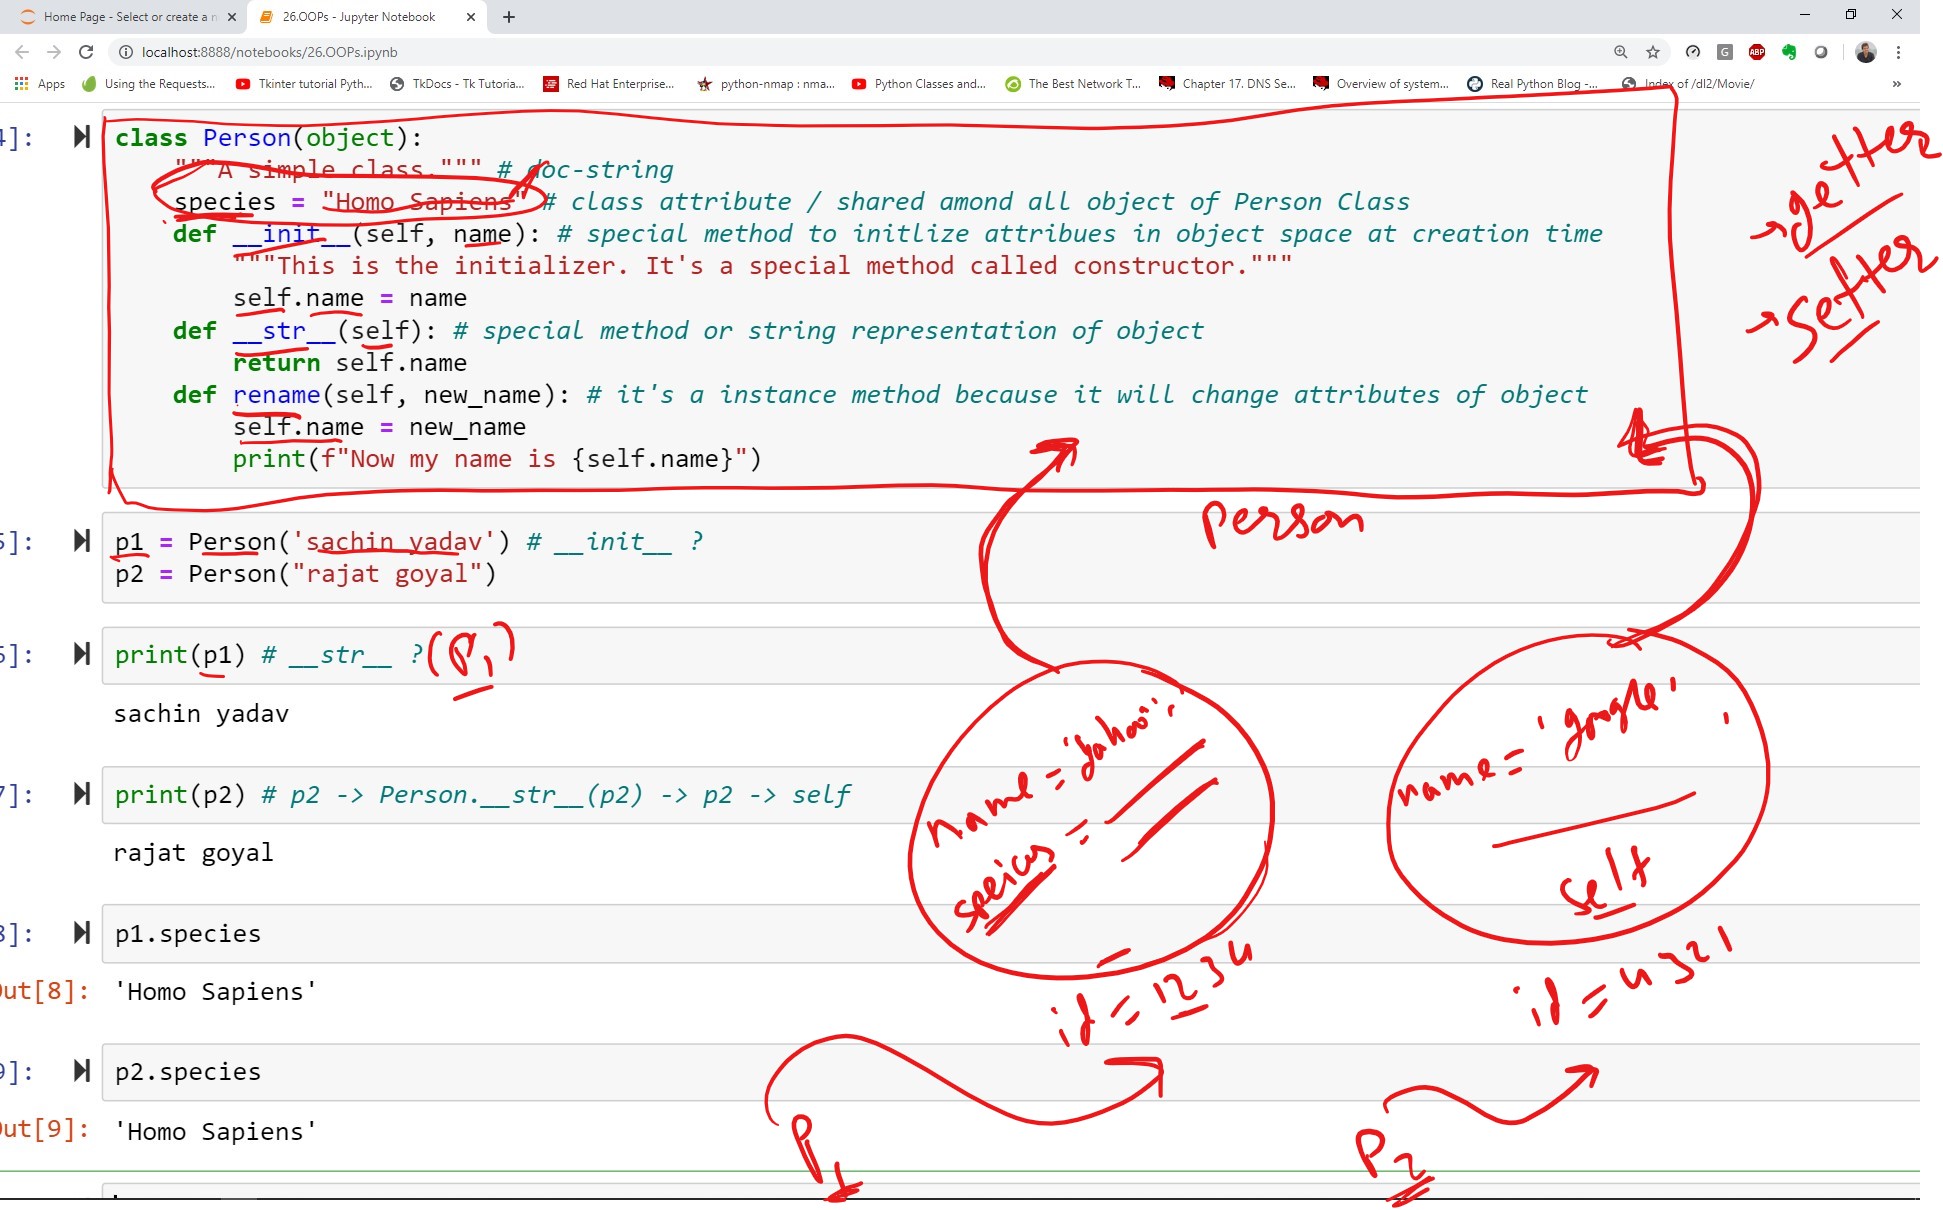 Home Page - Select or create a n
26.OOPs - Jupyter Notebook
localhost:8888/notebooks/26.OOPs.ipynb
Apps
Using the Requests...
Tkinter tutorial Pyth...
TkDocs - Tk Tutoria...
Red Hat Enterprise...
python-nmap : nma...
Python Classes and...
The Best Network T...
Chapter 17. DNS Se...
Overview of system...
Real Python Blog -...
Index of /dl2/Movie/
»
4]:
class Person(object):
"""A simple class.""" # doc-string
species = "Homo Sapiens" # class attribute / shared amond all object of Person Class
def __init__(self, name): # special method to initlize attribues in object space at creation time
"""This is the initializer. It's a special method called constructor."""
self.name = name
def __str__(self): # special method or string representation of object
return self.name
def rename(self, new_name): # it's a instance method because it will change attributes of object
self.name = new_name
print(f"Now my name is {self.name}")
getter
setter
Person
5]:
p1 = Person('sachin yadav') # __init__ ?
p2 = Person("rajat goyal")
6]:
print(p1) # __str__ ? (P1)
sachin yadav
7]:
print(p2) # p2 -> Person.__str__(p2) -> p2 -> self
rajat goyal
8]:
p1.species
Out[8]: 'Homo Sapiens'
9]:
p2.species
Out[9]: 'Homo Sapiens'
name = 'yahoo'
speicus =
id = 1234
P1
name = 'google'
self
id = 4321
P2